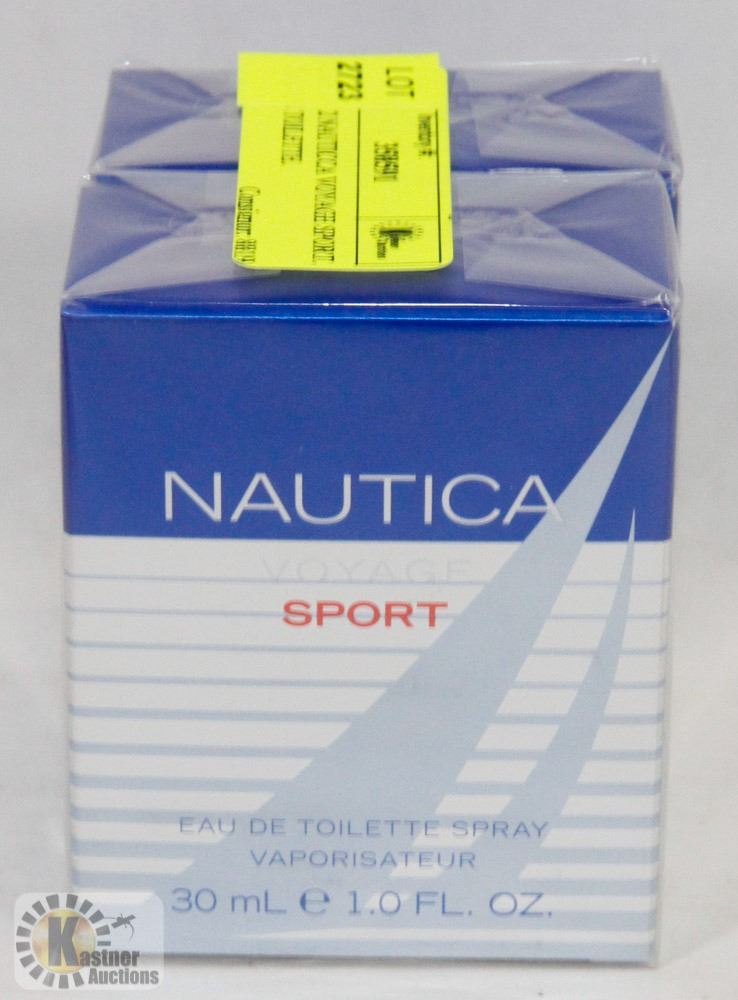 LOT
2723
2 NAUTICCA VOYAGE SPORT
TOILETTE
NAUTICA
VOYAGE
SPORT
EAU DE TOILETTE SPRAY
VAPORISATEUR
30 mL ℮ 1.0 FL. OZ.
Kastner
Auctions